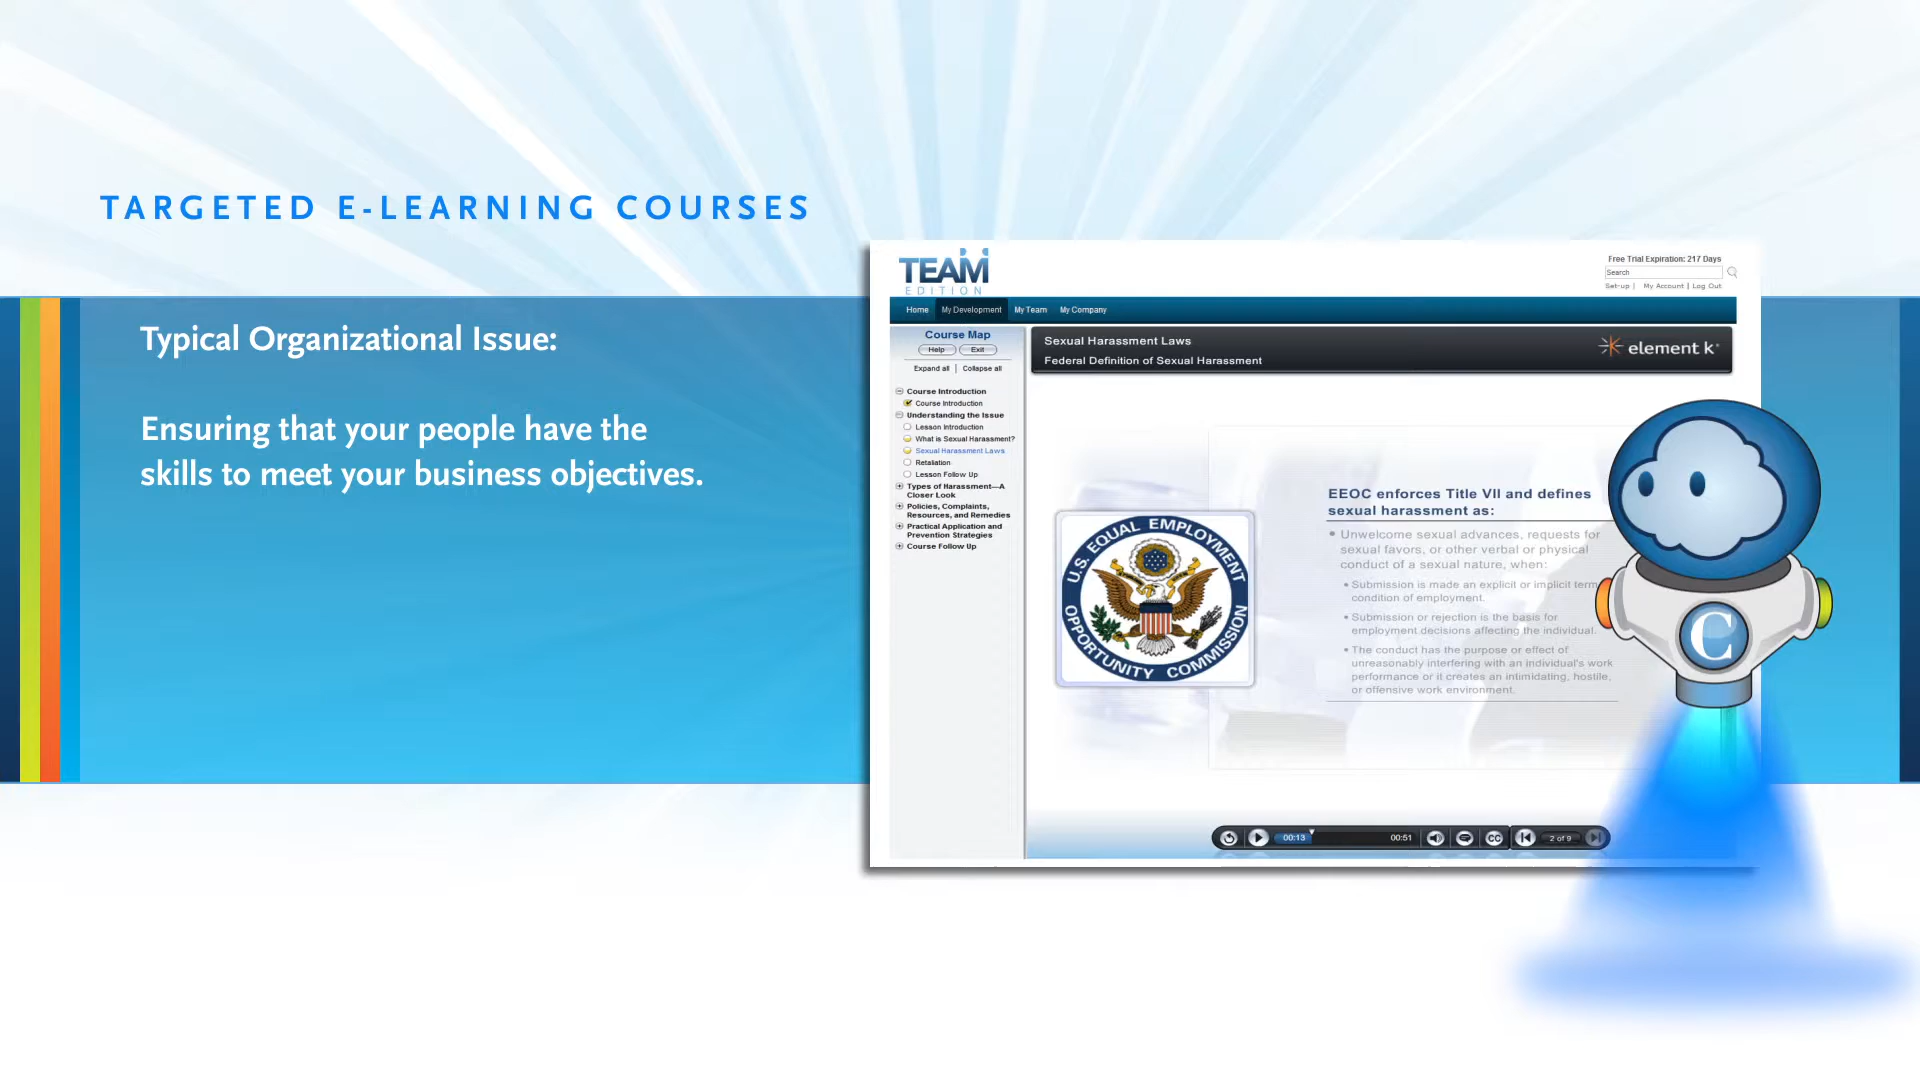 TARGETED E-LEARNING COURSES
Typical Organizational Issue:
Ensuring that your people have the
skills to meet your business objectives.
TEAM
EDITION
Free Trial Expiration: 217 Days
Search
Set-up | My Account | Log Out
Home My Development My Team My Company
Course Map
Help Exit
Expand all | Collapse all
Course Introduction
Course Introduction
Understanding the Issue
Lesson Introduction
What is Sexual Harassment?
Sexual Harassment Laws
Retaliation
Lesson Follow Up
Types of Harassment—A
Closer Look
Policies, Complaints,
Resources, and Remedies
Practical Application and
Prevention Strategies
Course Follow Up
Sexual Harassment Laws
Federal Definition of Sexual Harassment
element k
U.S. EQUAL EMPLOYMENT
OPPORTUNITY COMMISSION
EEOC enforces Title VII and defines
sexual harassment as:
• Unwelcome sexual advances, requests for
sexual favors, or other verbal or physical
conduct of a sexual nature, when:
• Submission is made an explicit or implicit term
condition of employment.
• Submission or rejection is the basis for
employment decisions affecting the individual.
• The conduct has the purpose or effect of
unreasonably interfering with an individual's work
performance or it creates an intimidating, hostile,
or offensive work environment.
C
00:13 00:51 CC 2 of 9